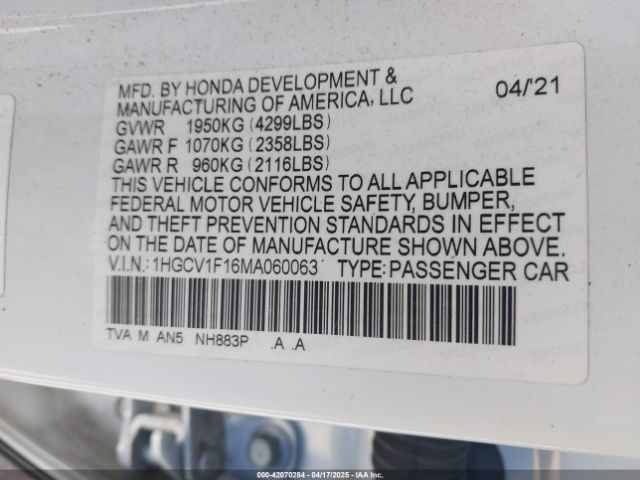 MFD. BY HONDA DEVELOPMENT &
MANUFACTURING OF AMERICA, LLC 04/'21
GVWR 1950KG (4299LBS)
GAWR F 1070KG (2358LBS)
GAWR R 960KG (2116LBS)
THIS VEHICLE CONFORMS TO ALL APPLICABLE
FEDERAL MOTOR VEHICLE SAFETY, BUMPER,
AND THEFT PREVENTION STANDARDS IN EFFECT
ON THE DATE OF MANUFACTURE SHOWN ABOVE.
V.I.N.: 1HGCV1F16MA060063 TYPE: PASSENGER CAR
TVA M AN5 NH883P .A .A
000-42070284 - 04/17/2025 - IAAI.COM